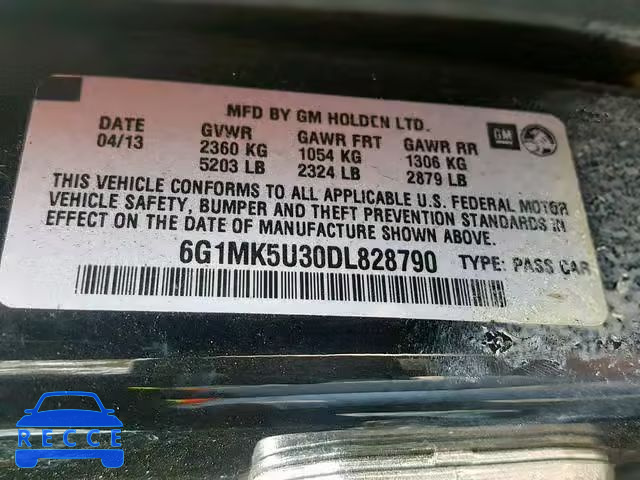 MFD BY GM HOLDEN LTD.
DATE GVWR GAWR FRT GAWR RR
04/13 2360 KG 1054 KG 1306 KG
5203 LB 2324 LB 2879 LB
GM
THIS VEHICLE CONFORMS TO ALL APPLICABLE U.S. FEDERAL MOTOR
VEHICLE SAFETY, BUMPER AND THEFT PREVENTION STANDARDS IN
EFFECT ON THE DATE OF MANUFACTURE SHOWN ABOVE.
6G1MK5U30DL828790 TYPE: PASS CAR
RECCE